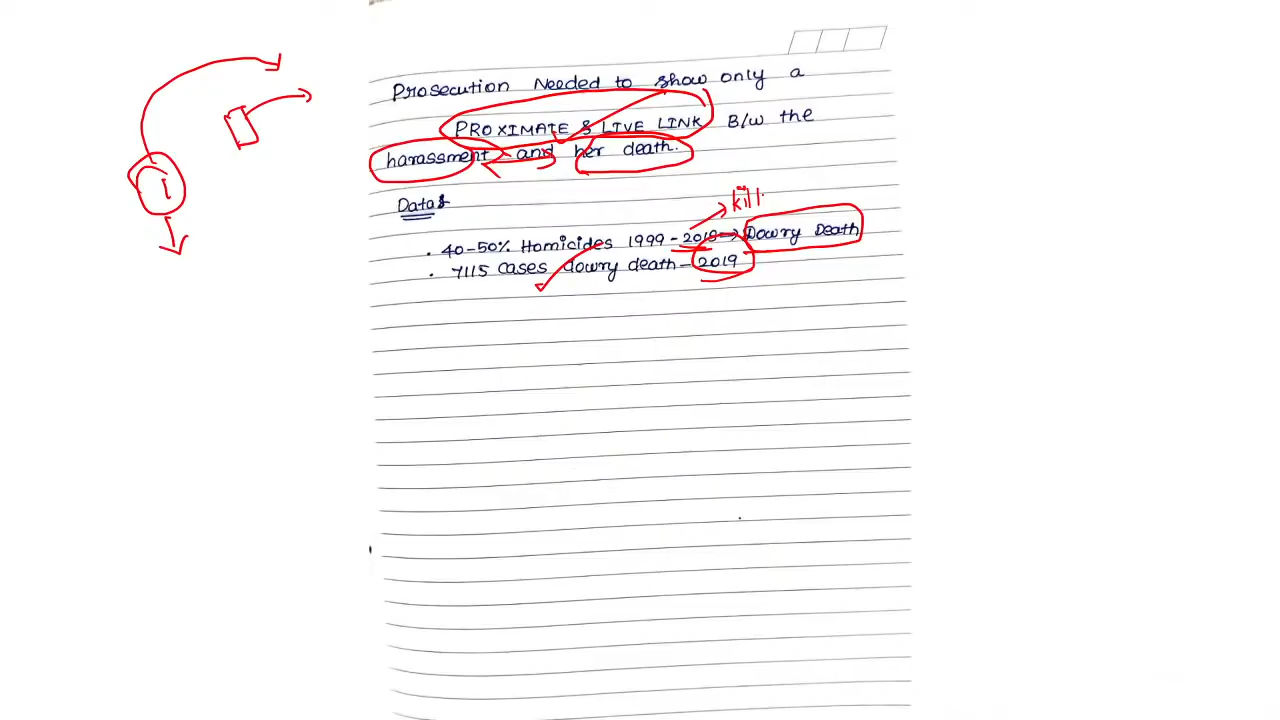 Prosecution Needed to show only a
PROXIMATE & LIVE LINK B/w the
harassment and her death.
Data:
kill
. 40-50% Homicides 1999-2018→ Dowry Death
. 7115 Cases dowry death - 2019
1